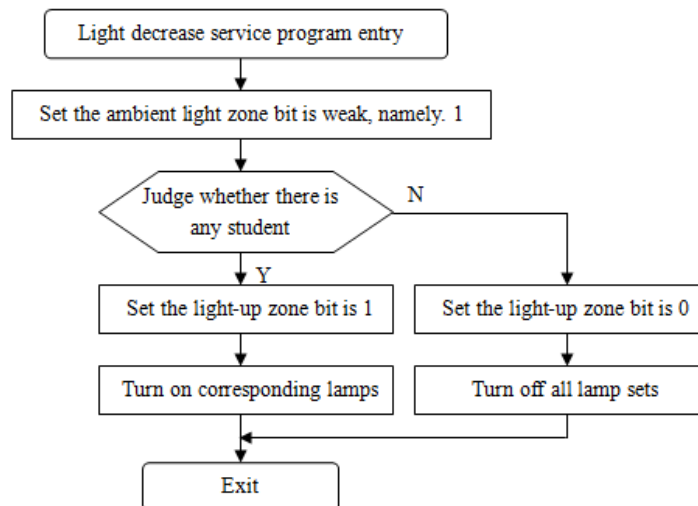 Light decrease service program entry
Set the ambient light zone bit is weak, namely. 1
Judge whether there is
any student
N
Y
Set the light-up zone bit is 1
Set the light-up zone bit is 0
Turn on corresponding lamps
Turn off all lamp sets
Exit